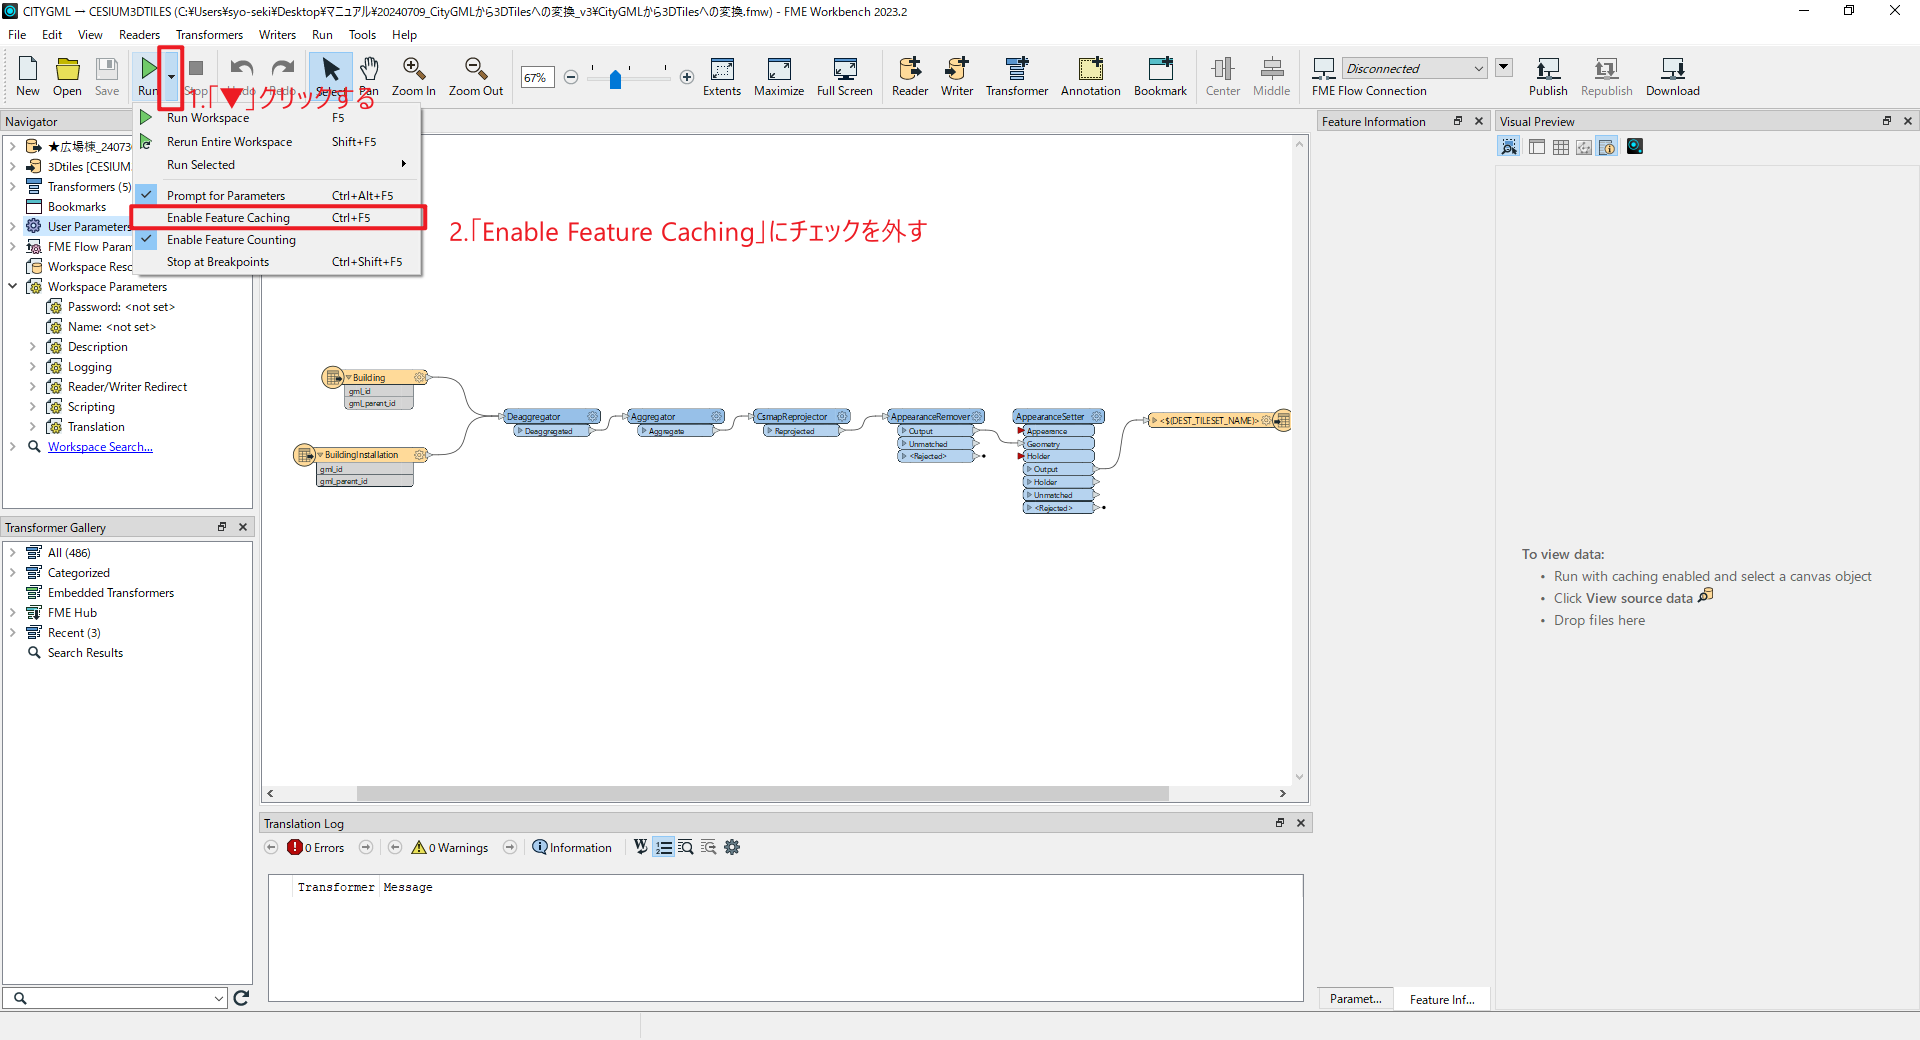 CITYGML → CESIUM3DTILES (C:¥Users¥syo-seki¥Desktop¥マニュアル¥20240709_CityGMLから3DTilesへの変換_v3¥CityGMLから3DTilesへの変換.fmw) - FME Workbench 2023.2
File Edit View Readers Transformers Writers Run Tools Help
67%
Disconnected
New Open Save Run Stop Undo Redo Select Pan Zoom In Zoom Out Extents Maximize Full Screen Reader Writer Transformer Annotation Bookmark Center Middle FME Flow Connection Publish Republish Download
1.「▼」クリックする
Run Workspace F5
Rerun Entire Workspace Shift+F5
Run Selected
Prompt for Parameters Ctrl+Alt+F5
Enable Feature Caching Ctrl+F5
Enable Feature Counting
Stop at Breakpoints Ctrl+Shift+F5
2.「Enable Feature Caching」にチェックを外す
Navigator
★広場棟_24073
3Dtiles [CESIUM
Transformers (5)
Bookmarks
User Parameters
FME Flow Param
Workspace Reso
Workspace Parameters
Password: <not set>
Name: <not set>
Description
Logging
Reader/Writer Redirect
Scripting
Translation
Workspace Search...
Transformer Gallery
All (486)
Categorized
Embedded Transformers
FME Hub
Recent (3)
Search Results
Building
gml_id
gml_parent_id
BuildingInstallation
gml_id
gml_parent_id
Deaggregator
Deaggregated
Aggregator
Aggregate
CsmapReprojector
Reprojected
AppearanceRemover
Output
Unmatched
<Rejected>
AppearanceSetter
Appearance
Geometry
Holder
Output
Holder
Unmatched
<Rejected>
<$(DEST_TILESET_NAME)>
Translation Log
0 Errors 0 Warnings Information
Transformer Message
Feature Information
Paramet... Feature Inf...
Visual Preview
To view data:
• Run with caching enabled and select a canvas object
• Click View source data
• Drop files here